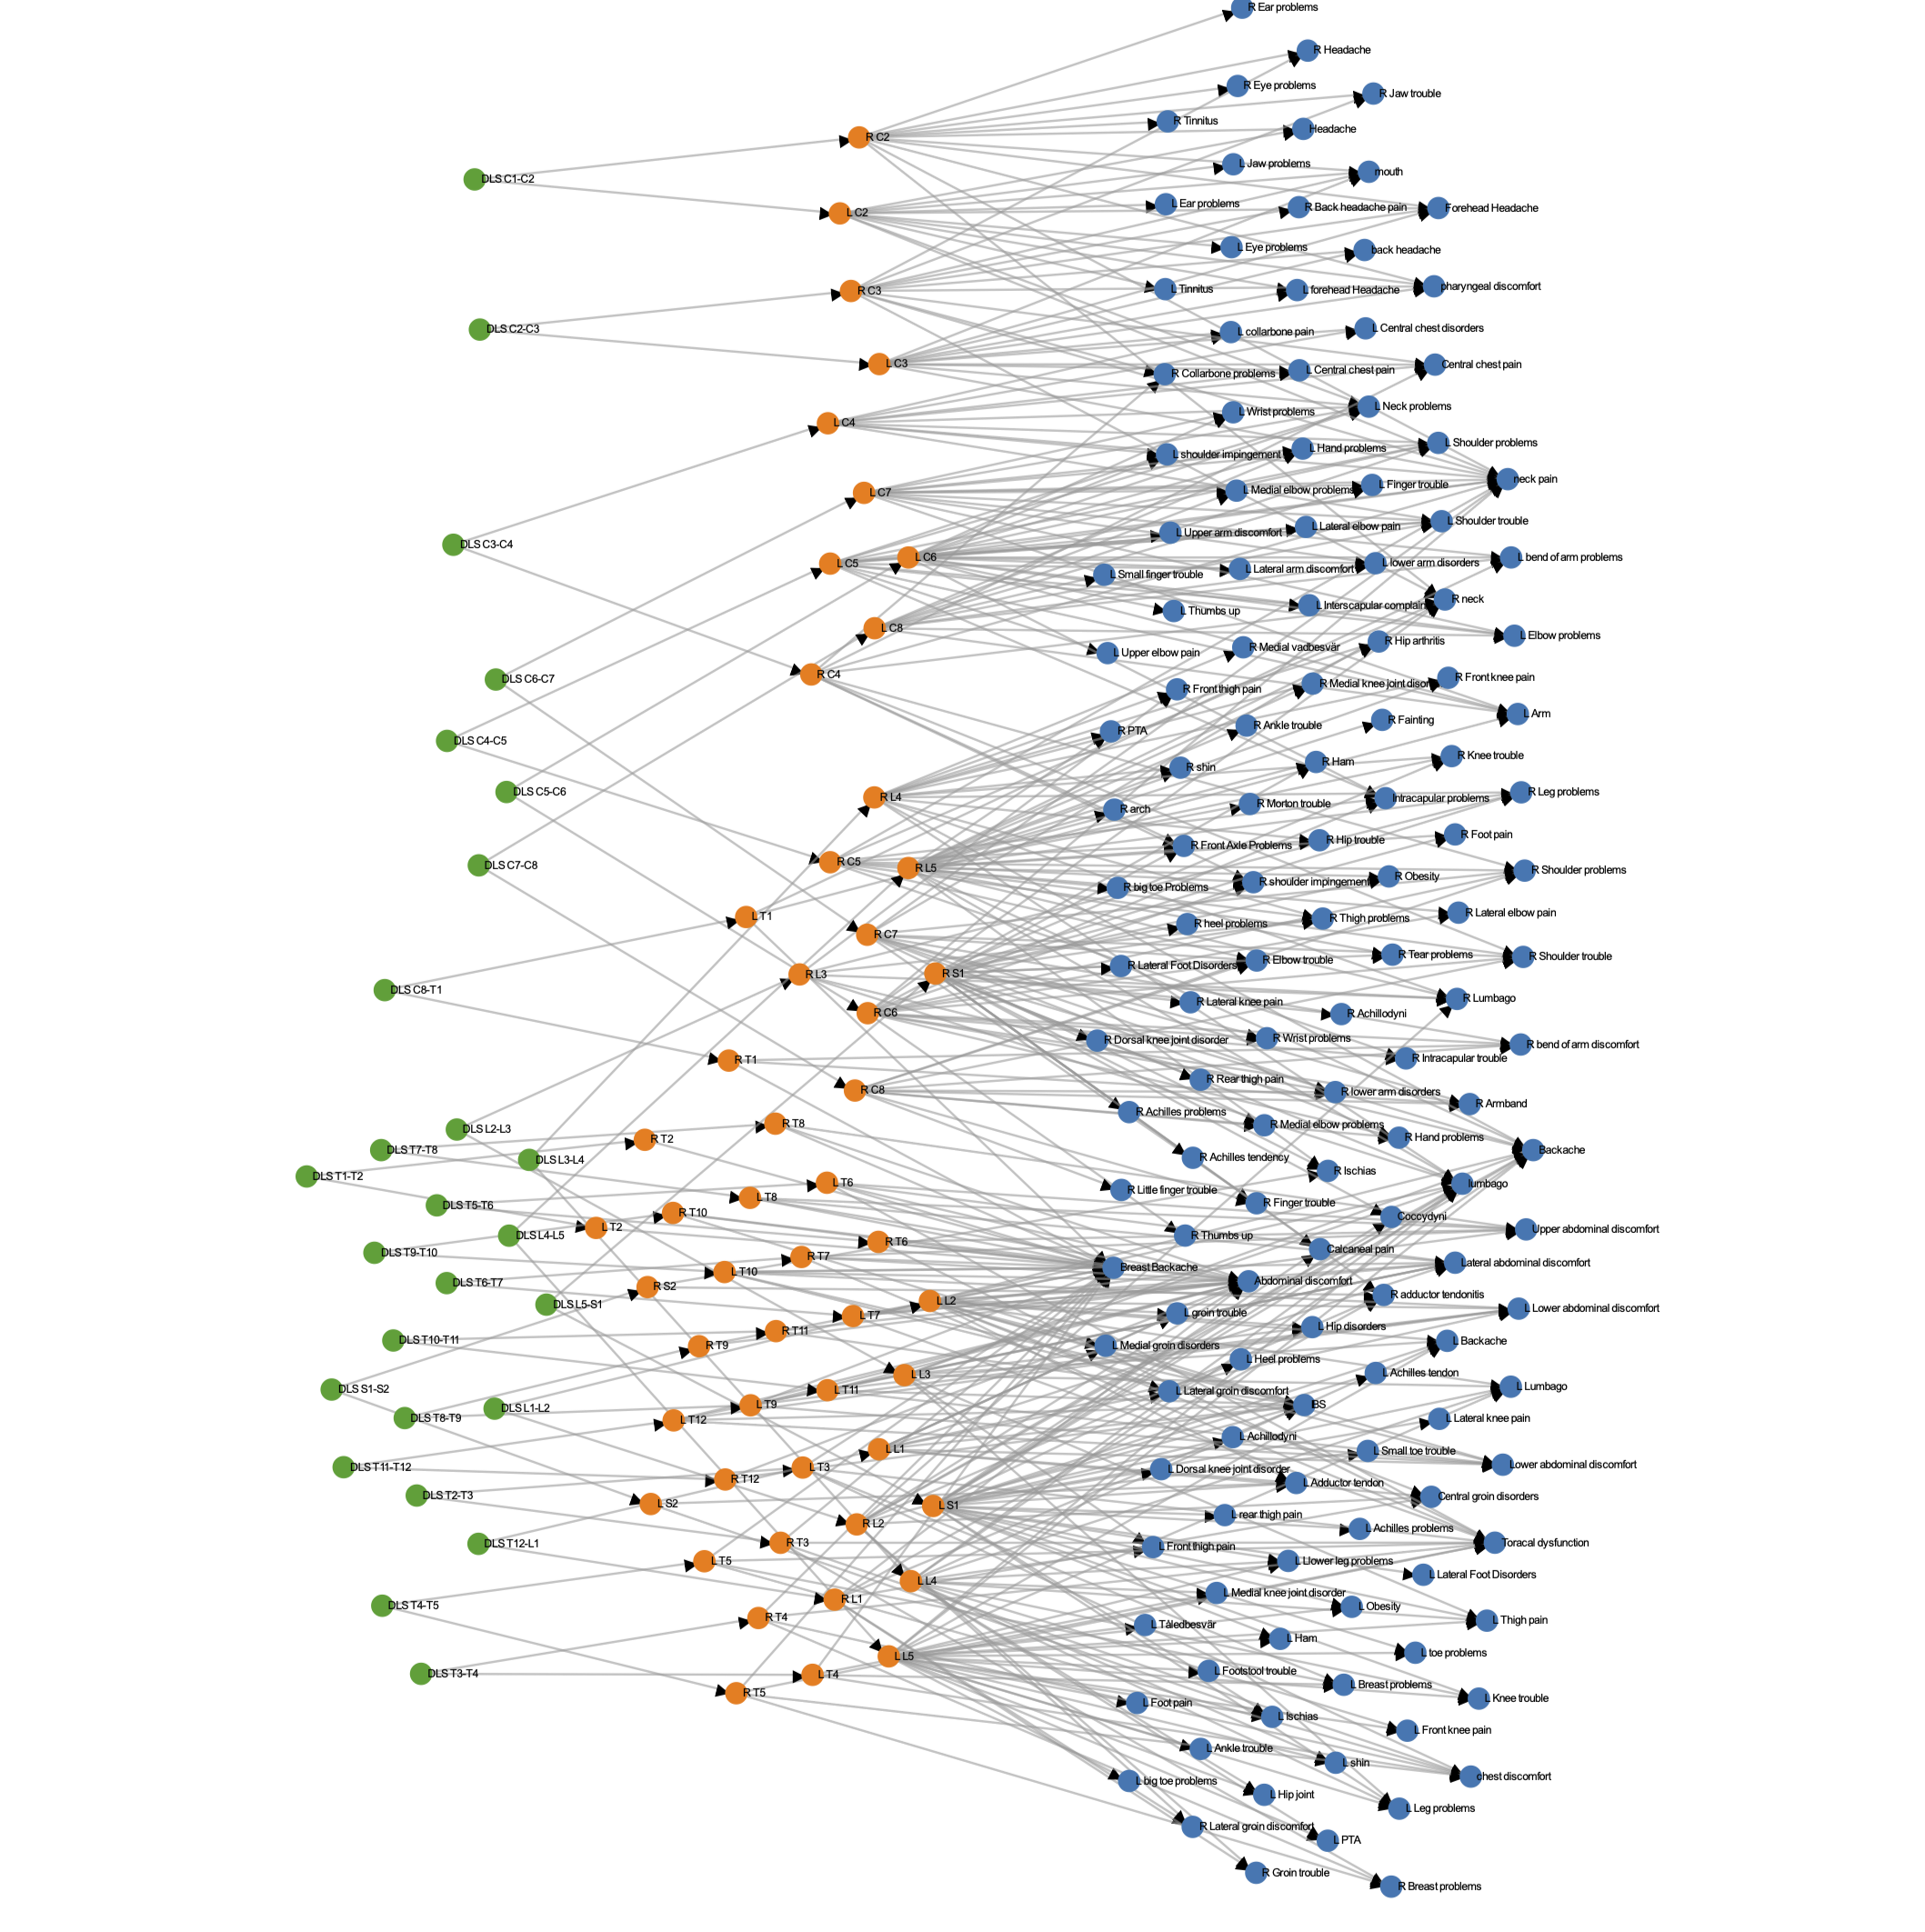 R Ear problems
R Headache
R Eye problems
R Jaw trouble
R Tinnitus
Headache
R C2
L Jaw problems
mouth
DLS C1-C2
L Ear problems
R Back headache pain
Forehead Headache
L C2
L Eye problems
back headache
pharyngeal discomfort
L Tinnitus
L forehead Headache
R C3
DLS C2-C3
L collarbone pain
L Central chest disorders
L C3
Central chest pain
R Collarbone problems
L Central chest pain
L Neck problems
L Wrist problems
L C4
L Shoulder problems
L Hand problems
L shoulder impingement
neck pain
L Finger trouble
L Medial elbow problems
L C7
L Shoulder trouble
L Lateral elbow pain
L Upper arm discomfort
DLS C3-C4
L C6
L bend of arm problems
L C5
L lower arm disorders
L Lateral arm discomfort
L Small finger trouble
R neck
L Interscapular complain
L Thumbs up
L C8
L Elbow problems
R Hip arthritis
R Medial vadbesvär
L Upper elbow pain
R C4
DLS C6-C7
R Front knee pain
R Medial knee joint disor
R Front thigh pain
L Arm
R Fainting
R Ankle trouble
R PTA
DLS C4-C5
R Knee trouble
R Ham
R shin
DLS C5-C6
R Leg problems
R L4
Intracapular problems
R Morton trouble
R arch
R Foot pain
R Hip trouble
R Front Axle Problems
DLS C7-C8
R C5
R L5
R Shoulder problems
R Obesity
R shoulder impingement
R big toe Problems
R Lateral elbow pain
L T1
R Thigh problems
R heel problems
R C7
R Tear problems
R Shoulder trouble
R Elbow trouble
R Lateral Foot Disorders
R L3
R S1
DLS C8-T1
R Lumbago
R Lateral knee pain
R C6
R Achillodyni
R Wrist problems
R Dorsal knee joint disorder
R bend of arm discomfort
R T1
R Intracapular trouble
R Rear thigh pain
R C8
R lower arm disorders
R Armband
R Achilles problems
R T8
R Medial elbow problems
DLS L2-L3
R T2
R Hand problems
DLS T7-T8
Backache
R Achilles tendency
DLS L3-L4
R Ischias
DLS T1-T2
L T6
lumbago
R Little finger trouble
L T8
R Finger trouble
DLS T5-T6
R T10
Coccydyni
L T2
Upper abdominal discomfort
DLS L4-L5
R Thumbs up
R T6
Calcaneal pain
DLS T9-T10
R T7
Lateral abdominal discomfort
Breast Backache
L T10
DLS T6-T7
Abdominal discomfort
R S2
R adductor tendonitis
L L2
DLS L5-S1
L Lower abdominal discomfort
L groin trouble
L T7
L Hip disorders
R T11
DLS T10-T11
L Backache
R T9
L Medial groin disorders
L Heel problems
L L3
L Achilles tendon
L Lumbago
DLS S1-S2
L T11
L Lateral groin discomfort
L T9
IBS
DLS L1-L2
DLS T8-T9
L T12
L Lateral knee pain
L Achillodyni
L L1
L Small toe trouble
Lower abdominal discomfort
DLS T11-T12
L T3
L Dorsal knee joint disorder
R T12
L Adductor tendon
DLS T2-T3
Central groin disorders
L S2
L S1
L rear thigh pain
R L2
L Achilles problems
DLS T12-L1
R T3
Toracal dysfunction
L Front thigh pain
L T5
L Llower leg problems
L Lateral Foot Disorders
L L4
L Medial knee joint disorder
R L1
DLS T4-T5
L Obesity
R T4
L Thigh pain
L Tåledbesvär
L Ham
L toe problems
L L5
DLS T3-T4
L T4
L Footstool trouble
L Breast problems
R T5
L Knee trouble
L Foot pain
L Ischias
L Front knee pain
L Ankle trouble
L shin
chest discomfort
L big toe problems
L Hip joint
L Leg problems
R Lateral groin discomfort
L PTA
R Groin trouble
R Breast problems